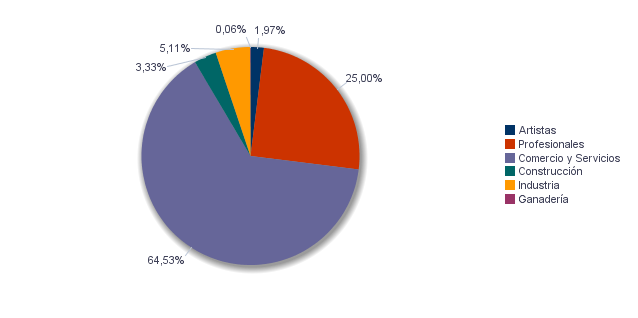 0,06%
1,97%
5,11%
3,33%
25,00%
64,53%
Artistas
Profesionales
Comercio y Servicios
Construcción
Industria
Ganadería